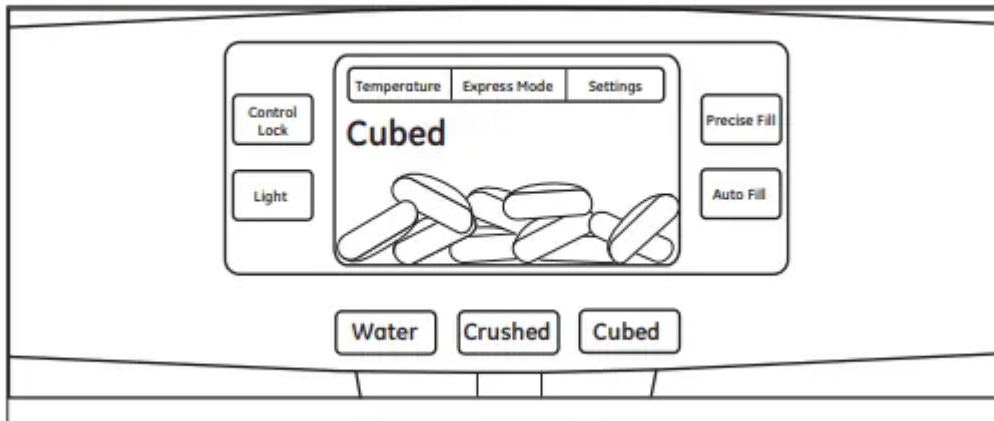 Temperature Express Mode Settings
Control
Lock
Cubed
Precise Fill
Light
Auto Fill
Water Crushed Cubed